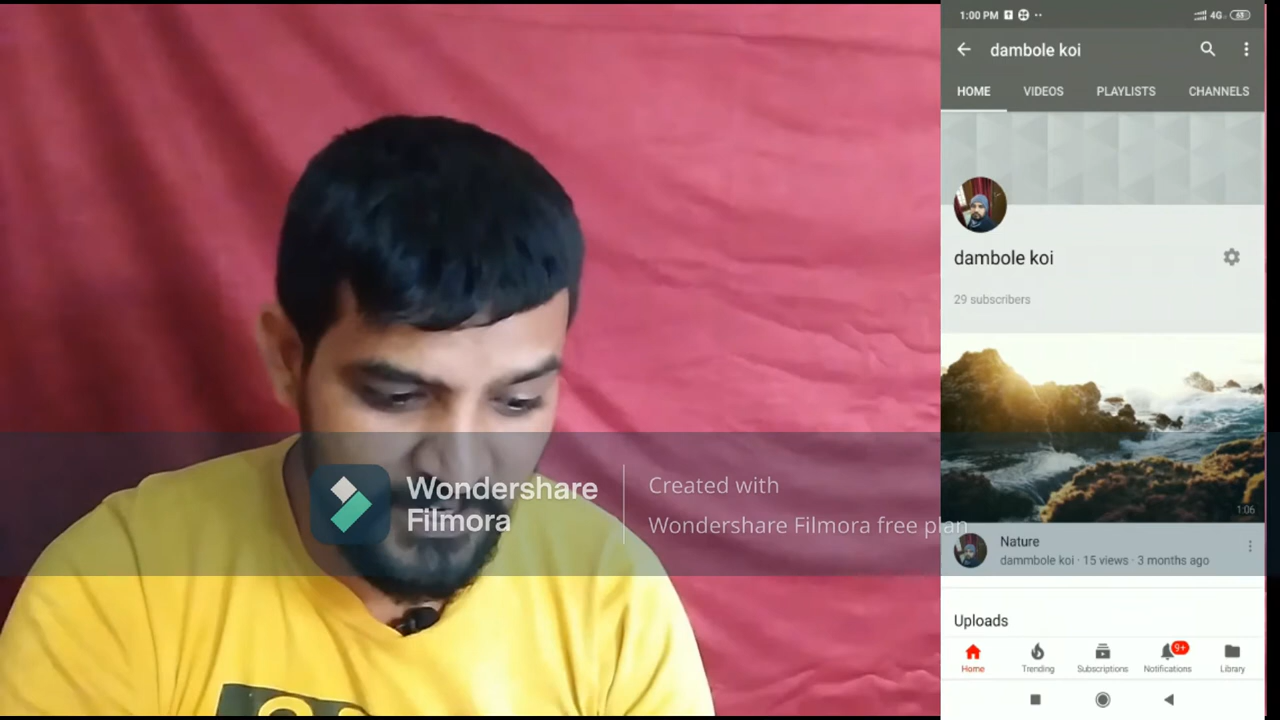 1:00 PM
4G
63
dambole koi
HOME VIDEOS PLAYLISTS CHANNELS
dambole koi
29 subscribers
1:06
Nature
dammbole koi · 15 views · 3 months ago
Uploads
Home Trending Subscriptions 9+ Notifications Library
Wondershare
Filmora
Created with
Wondershare Filmora free plan